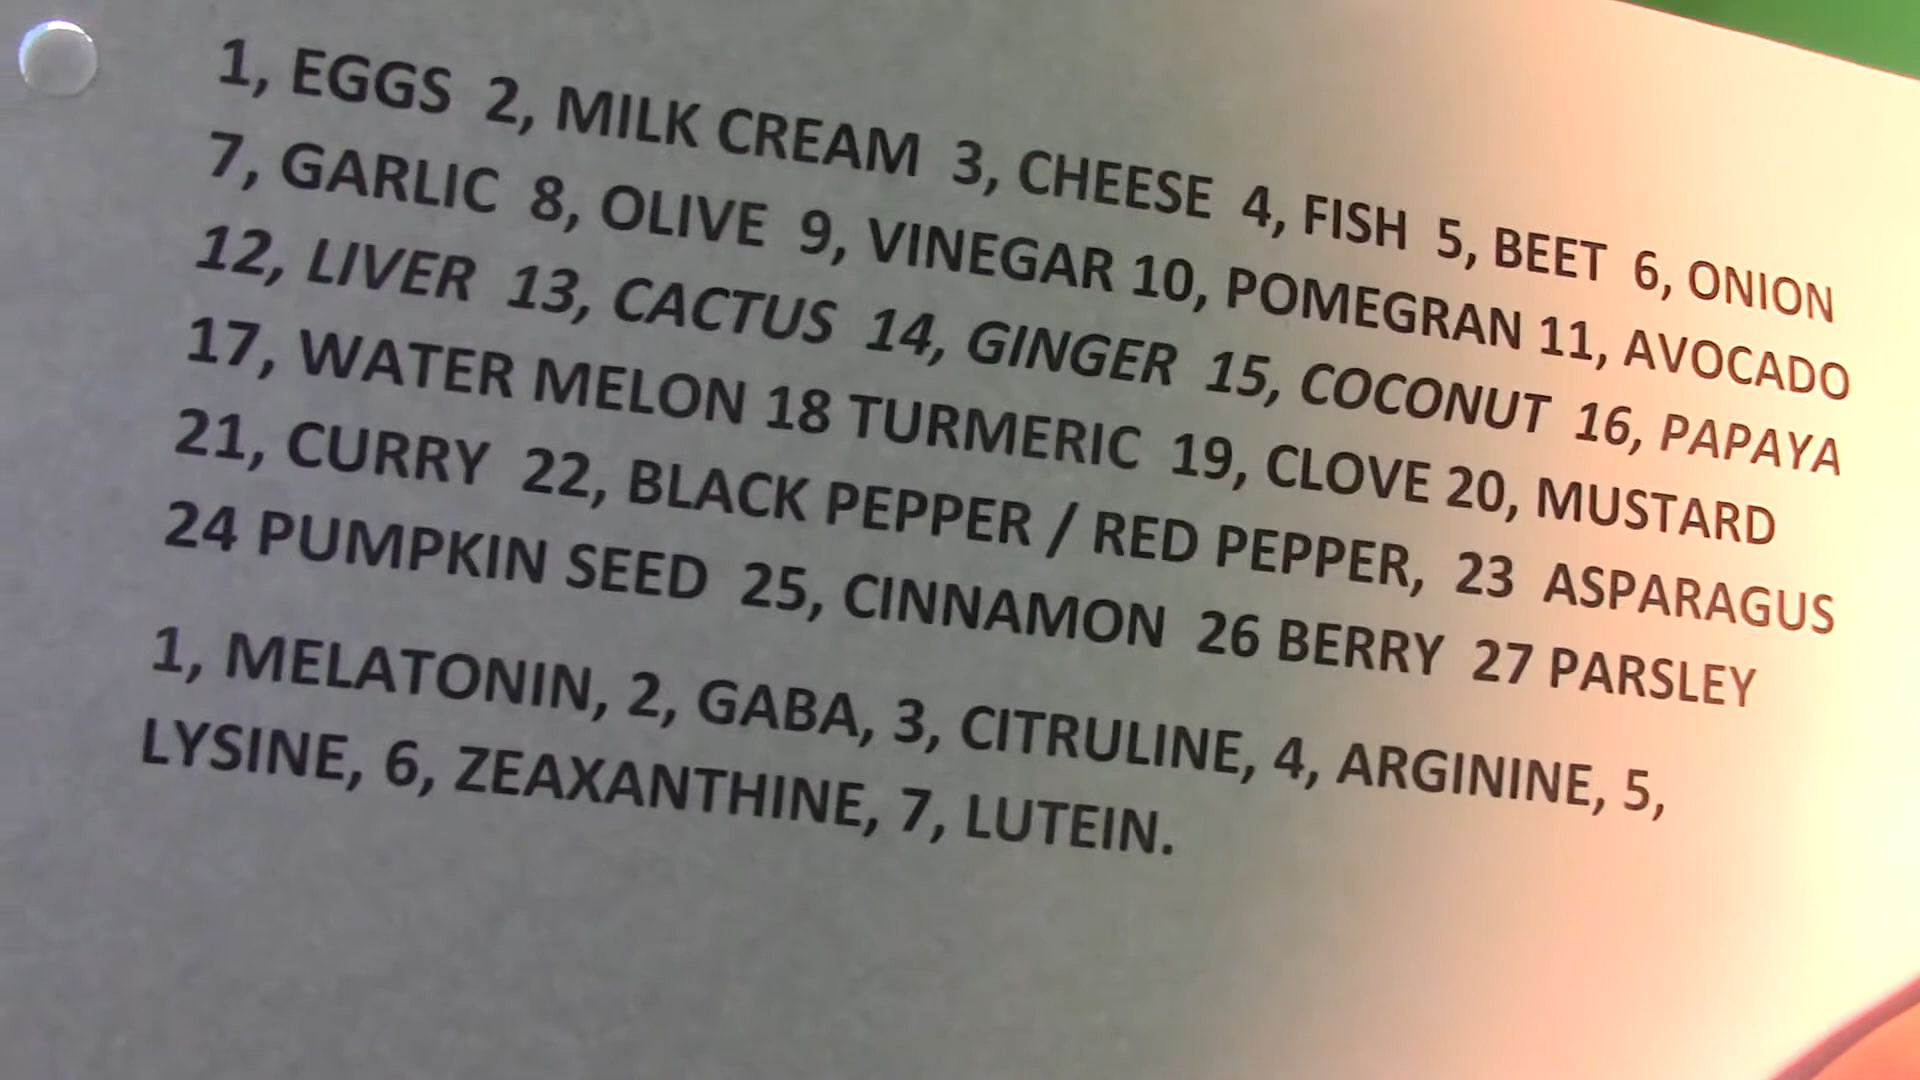 1, EGGS 2, MILK CREAM 3, CHEESE 4, FISH 5, BEET 6, ONION
7, GARLIC 8, OLIVE 9, VINEGAR 10, POMEGRAN 11, AVOCADO
12, LIVER 13, CACTUS 14, GINGER 15, COCONUT 16, PAPAYA
17, WATER MELON 18 TURMERIC 19, CLOVE 20, MUSTARD
21, CURRY 22, BLACK PEPPER / RED PEPPER, 23 ASPARAGUS
24 PUMPKIN SEED 25, CINNAMON 26 BERRY 27 PARSLEY
1, MELATONIN, 2, GABA, 3, CITRULINE, 4, ARGININE, 5,
LYSINE, 6, ZEAXANTHINE, 7, LUTEIN.